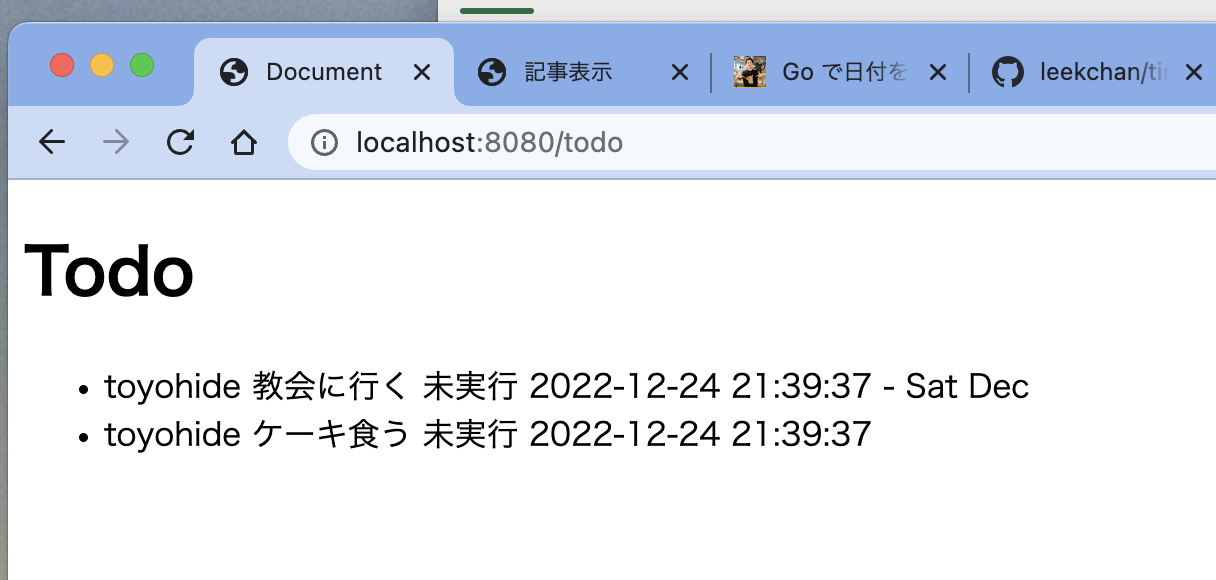 Document
記事表示
Go で日付を
leekchan/ti
localhost:8080/todo
Todo
toyohide 教会に行く 未実行 2022-12-24 21:39:37 - Sat Dec
toyohide ケーキ食う 未実行 2022-12-24 21:39:37